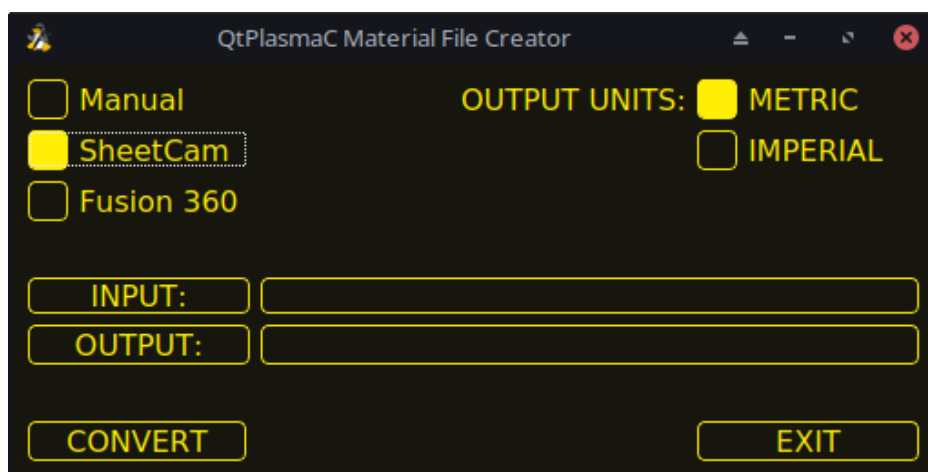 QtPlasmaC Material File Creator
Manual OUTPUT UNITS: METRIC
SheetCam IMPERIAL
Fusion 360
INPUT:
OUTPUT:
CONVERT EXIT